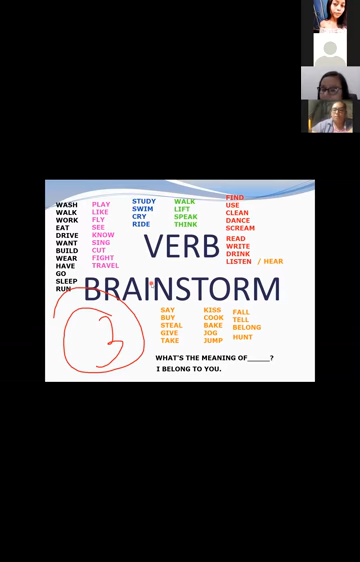 WASH
WALK
WORK
EAT
DRIVE
WANT
BUILD
WEAR
HAVE
GO
SLEEP
RUN
PLAY
LIKE
FLY
SEE
KNOW
SING
CUT
FIGHT
TRAVEL
STUDY
SWIM
CRY
RIDE
WALK
LIFT
SPEAK
THINK
FIND
USE
CLEAN
DANCE
SCREAM
READ
WRITE
DRINK
LISTEN / HEAR
VERB
BRAINSTORM
SAY
BUY
STEAL
GIVE
TAKE
KISS
COOK
BAKE
JOG
JUMP
FALL
TELL
BELONG
HUNT
3
WHAT'S THE MEANING OF_____?
I BELONG TO YOU.